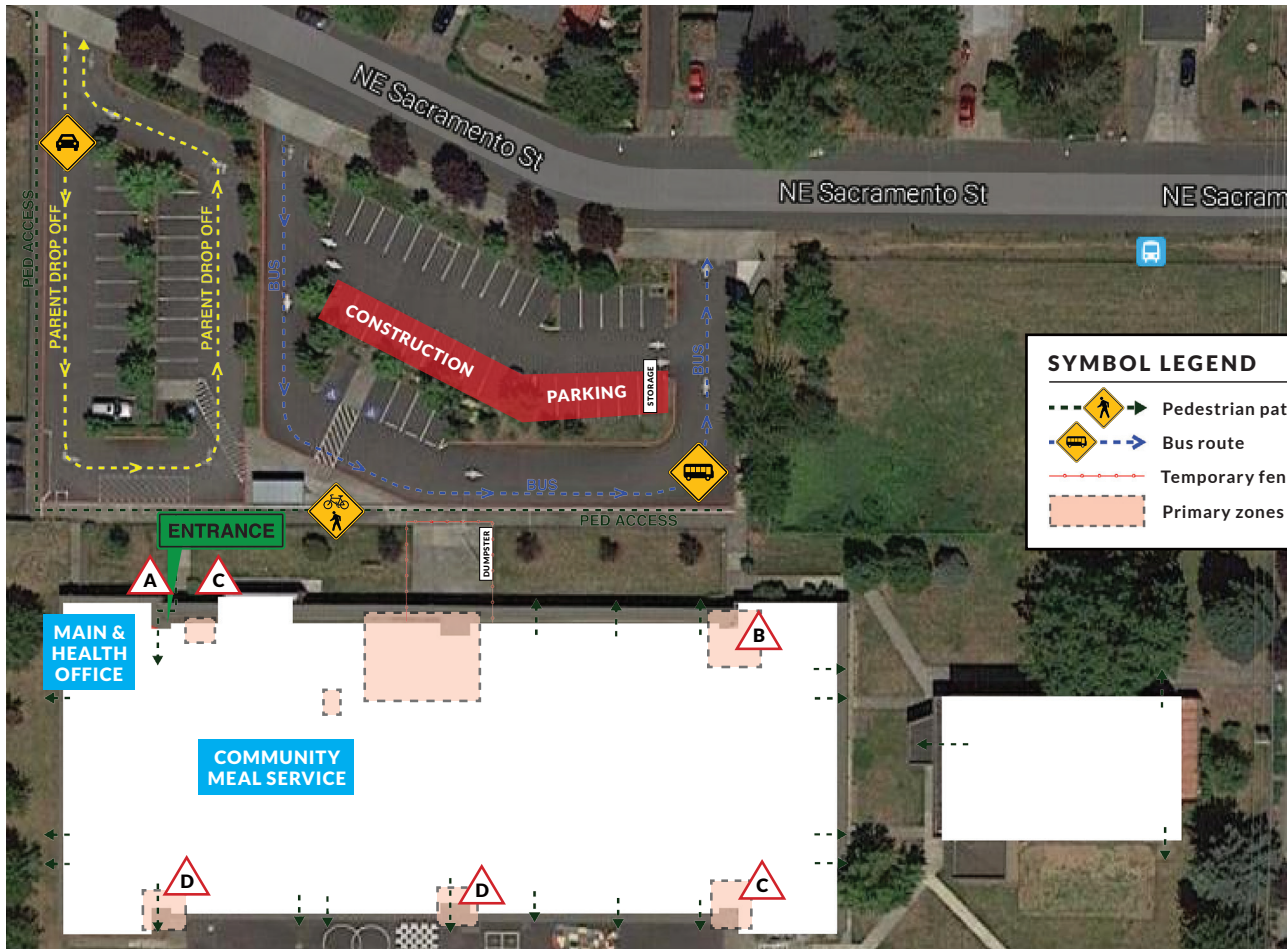 NE Sacramento St
NE Sacramento St
NE Sacram
PED ACCESS
PARENT DROP OFF
PARENT DROP OFF
BUS
BUS
BUS
CONSTRUCTION
PARKING
STORAGE
SYMBOL LEGEND
Pedestrian pat
Bus route
Temporary fen
Primary zones
PED ACCESS
ENTRANCE
DUMPSTER
A
C
MAIN &
HEALTH
OFFICE
B
COMMUNITY
MEAL SERVICE
D
D
C